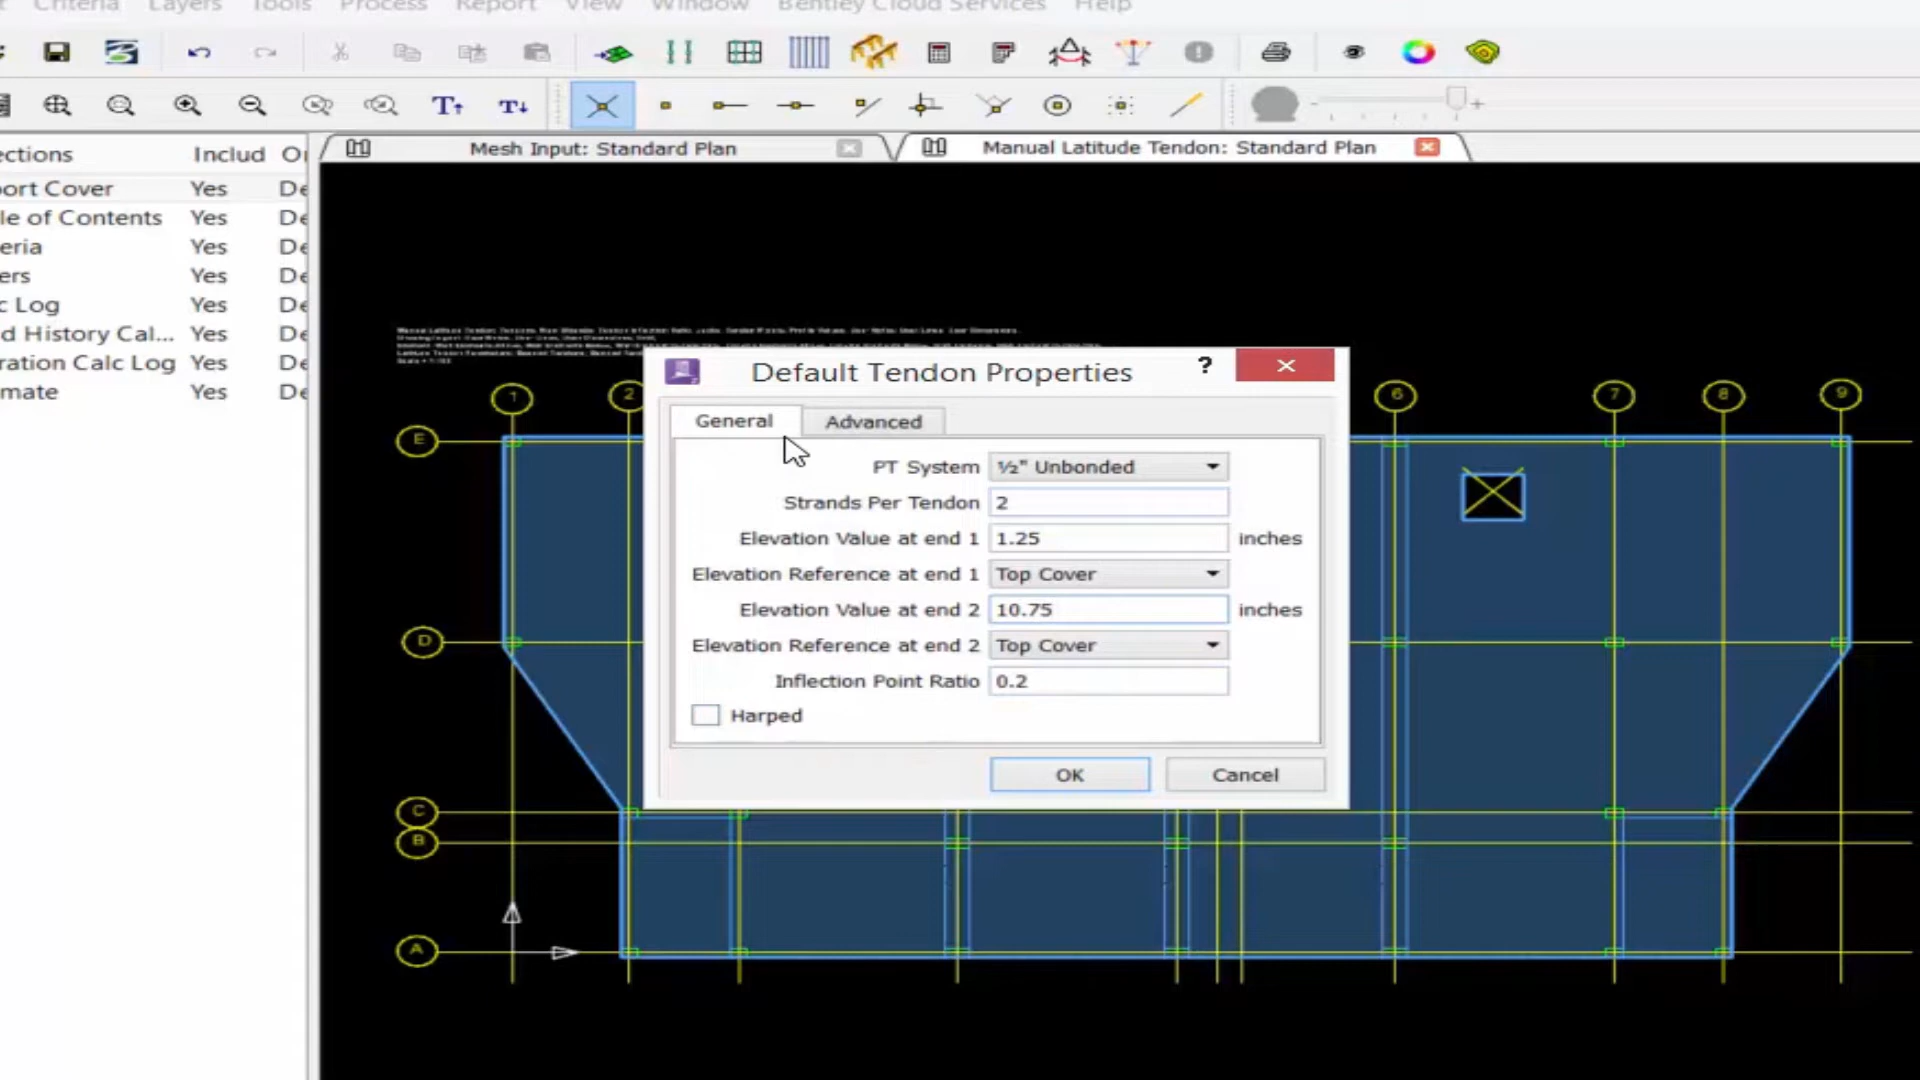 Criteria Layers Tools Process Report View Window Bentley Cloud Services Help
Mesh Input: Standard Plan
Manual Latitude Tendon: Standard Plan
ections Includ
ort Cover Yes De
le of Contents Yes De
eria Yes De
ers Yes De
c Log Yes De
d History Cal... Yes De
ration Calc Log Yes De
mate Yes De
Default Tendon Properties ?
General Advanced
PT System ½" Unbonded
Strands Per Tendon 2
Elevation Value at end 1 1.25 inches
Elevation Reference at end 1 Top Cover
Elevation Value at end 2 10.75 inches
Elevation Reference at end 2 Top Cover
Inflection Point Ratio 0.2
Harped
OK Cancel
1 2 6 7 8 9
E
D
C
B
A